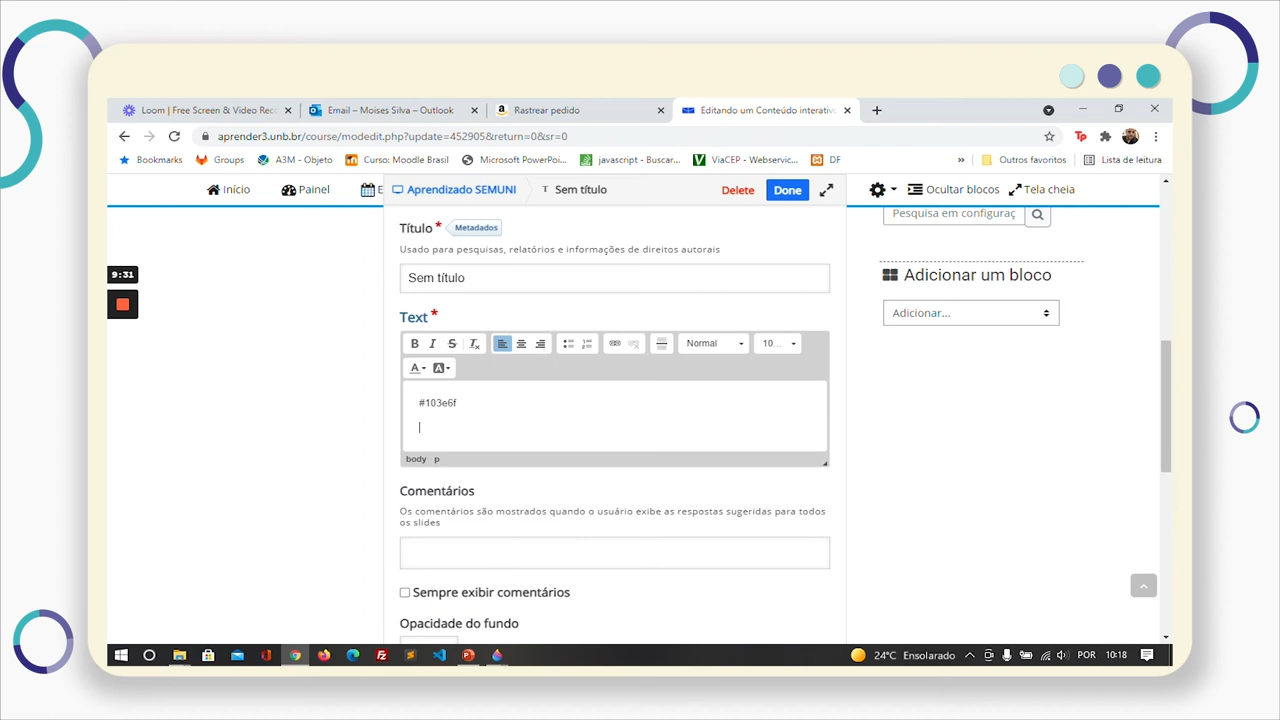 Loom | Free Screen & Video Rec
Email – Moises Silva – Outlook
Rastrear pedido
Editando um Conteúdo interativ
aprender3.unb.br/course/modedit.php?update=452905&return=0&sr=0
Bookmarks
Groups
A3M - Objeto
Curso: Moodle Brasil
Microsoft PowerPoi...
javascript - Buscar...
ViaCEP - Webservic...
DF
»
Outros favoritos
Lista de leitura
Início
Painel
E
Aprendizado SEMUNI
T Sem título
Delete
Done
Ocultar blocos
Tela cheia
Título *
Metadados
Usado para pesquisas, relatórios e informações de direitos autorais
Sem título
Pesquisa em configuraç
Adicionar um bloco
Adicionar...
9:31
Text *
B I S Tx
Normal
10...
A A
#103e6f
body p
Comentários
Os comentários são mostrados quando o usuário exibe as respostas sugeridas para todos
os slides
Sempre exibir comentários
Opacidade do fundo
24°C Ensolarado
POR
10:18